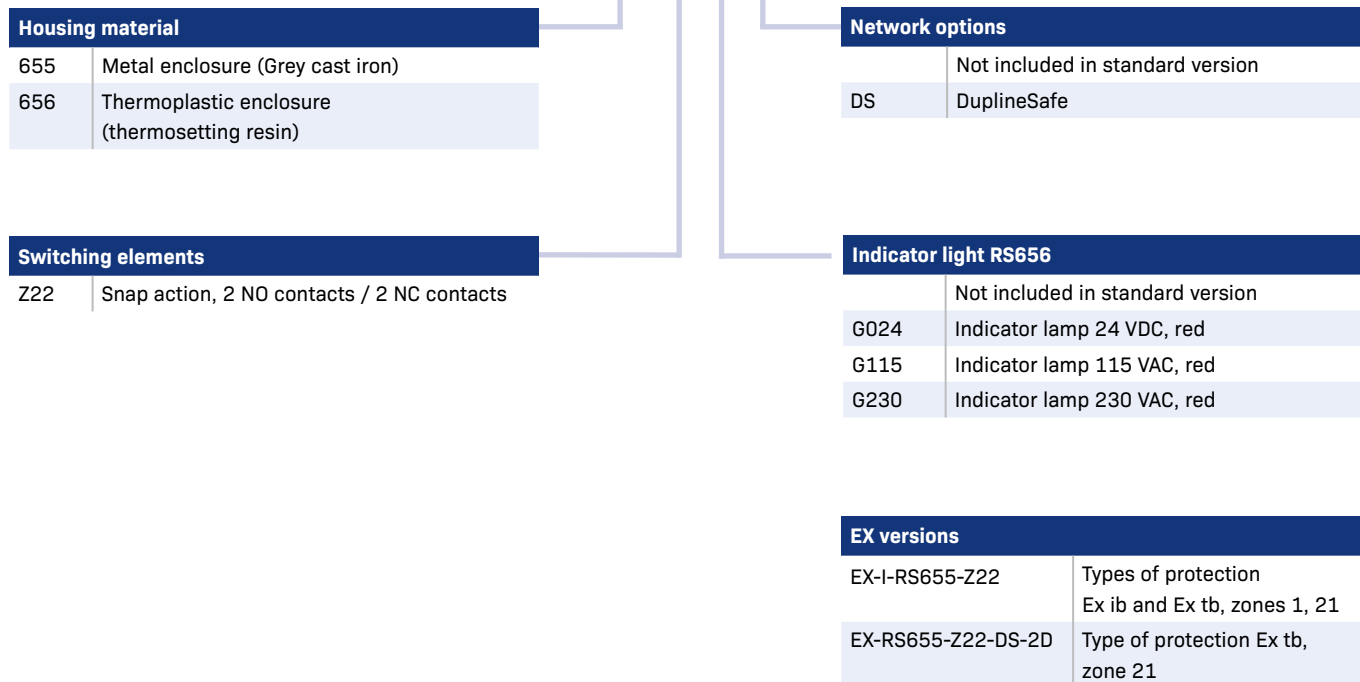 Housing material
655 Metal enclosure (Grey cast iron)
656 Thermoplastic enclosure
(thermosetting resin)
Switching elements
Z22 Snap action, 2 NO contacts / 2 NC contacts
Network options
Not included in standard version
DS DuplineSafe
Indicator light RS656
Not included in standard version
G024 Indicator lamp 24 VDC, red
G115 Indicator lamp 115 VAC, red
G230 Indicator lamp 230 VAC, red
EX versions
EX-I-RS655-Z22 Types of protection
Ex ib and Ex tb, zones 1, 21
EX-RS655-Z22-DS-2D Type of protection Ex tb,
zone 21